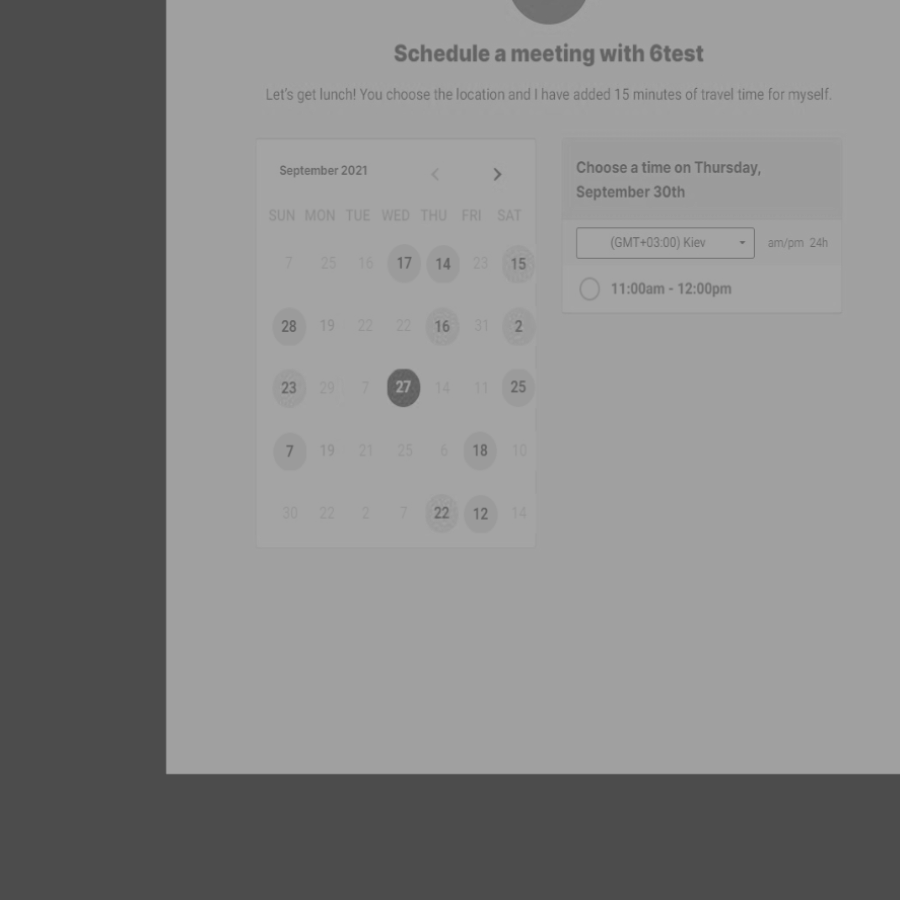 Schedule a meeting with 6test
Let's get lunch! You choose the location and I have added 15 minutes of travel time for myself.
September 2021
SUN MON TUE WED THU FRI SAT
7 25 16 17 14 23 15
28 19 22 22 16 31 2
23 29 7 27 14 11 25
7 19 21 25 6 18 10
30 22 2 7 22 12 14
Choose a time on Thursday,
September 30th
(GMT+03:00) Kiev am/pm 24h
11:00am - 12:00pm